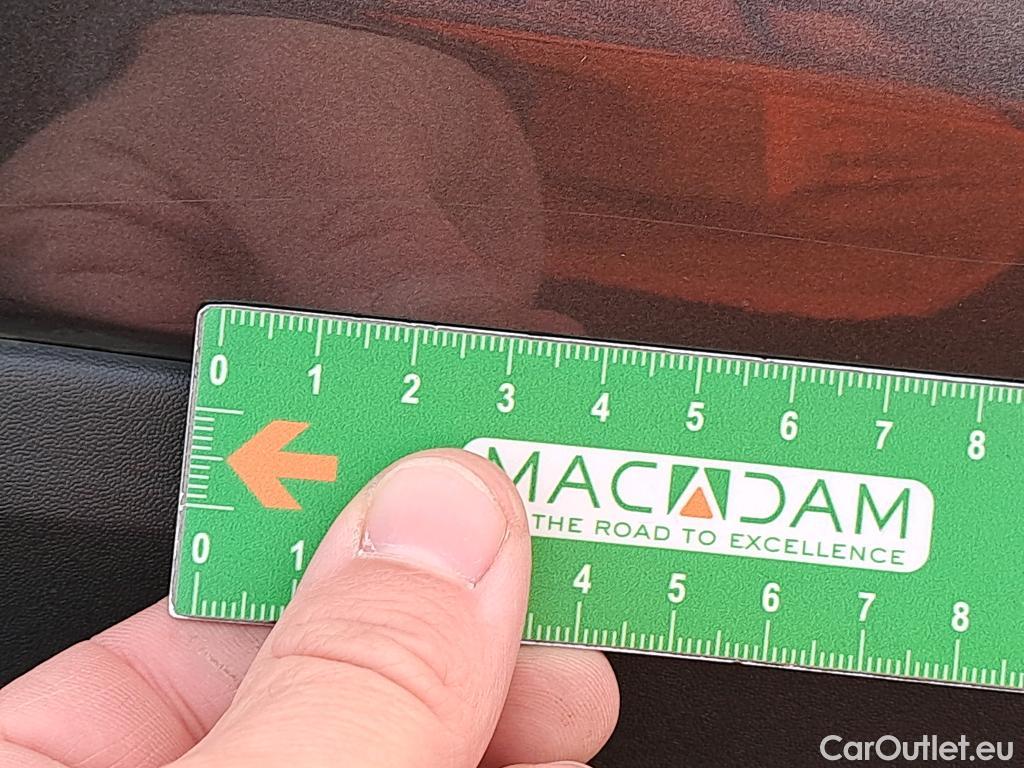 0 1 2 3 4 5 6 7 8
MACADAM
THE ROAD TO EXCELLENCE
0 1 4 5 6 7 8
CarOutlet.eu